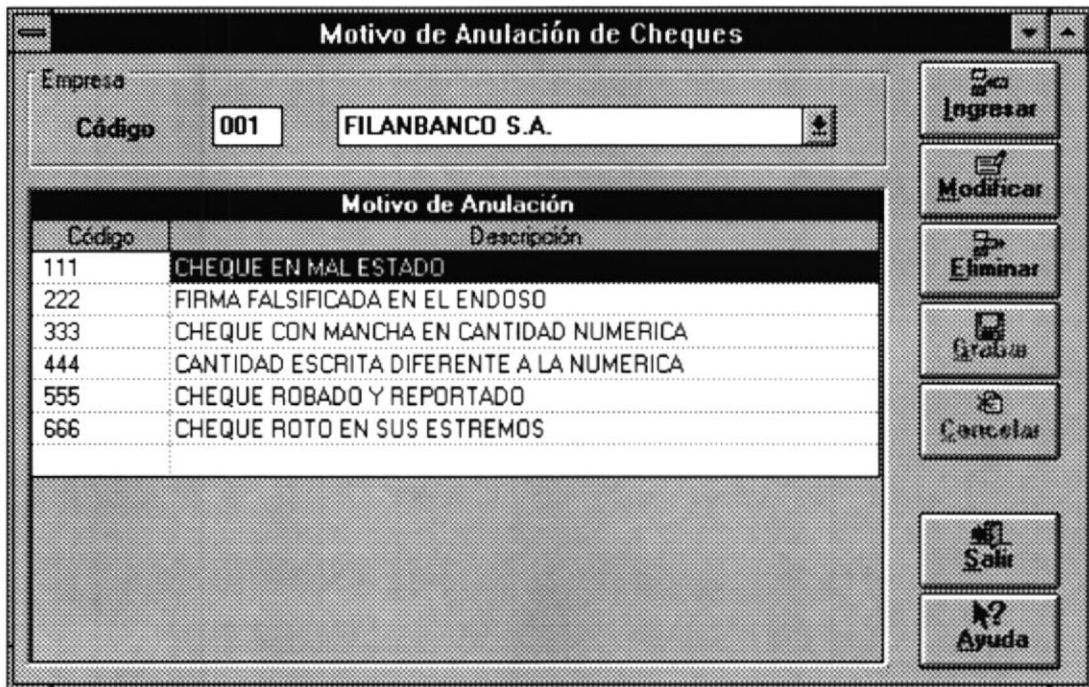 Motivo de Anulación de Cheques
Empresa
Código 001 FILANBANCO S.A.
Motivo de Anulación
Código Descripción
111 CHEQUE EN MAL ESTADO
222 FIRMA FALSIFICADA EN EL ENDOSO
333 CHEQUE CON MANCHA EN CANTIDAD NUMERICA
444 CANTIDAD ESCRITA DIFERENTE A LA NUMERICA
555 CHEQUE ROBADO Y REPORTADO
666 CHEQUE ROTO EN SUS ESTREMOS
Ingresar
Modificar
Eliminar
Grabar
Cancelar
Salir
Ayuda